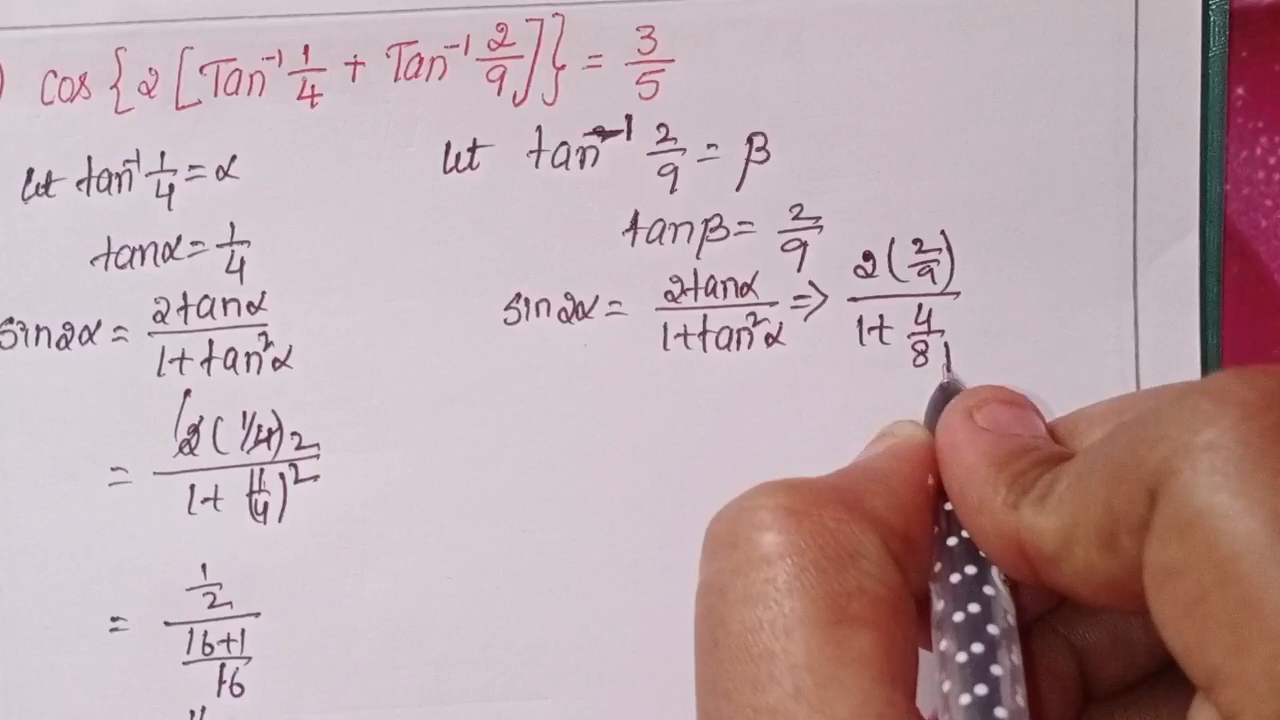 ) cos {2 [Tan⁻¹ 1/4 + Tan⁻¹ 2/9]} = 3/5
let tan⁻¹ 1/4 = α
tanα = 1/4
sin2α = 2tanα / 1+tan²α
= 2(1/4) 2 / 1+(1/4)²
= 1/2 / 16+1/16
let tan⁻¹ 2/9 = β
tanβ = 2/9
sin2α = 2tanα / 1+tan²α => 2(2/9) / 1+ 4/81